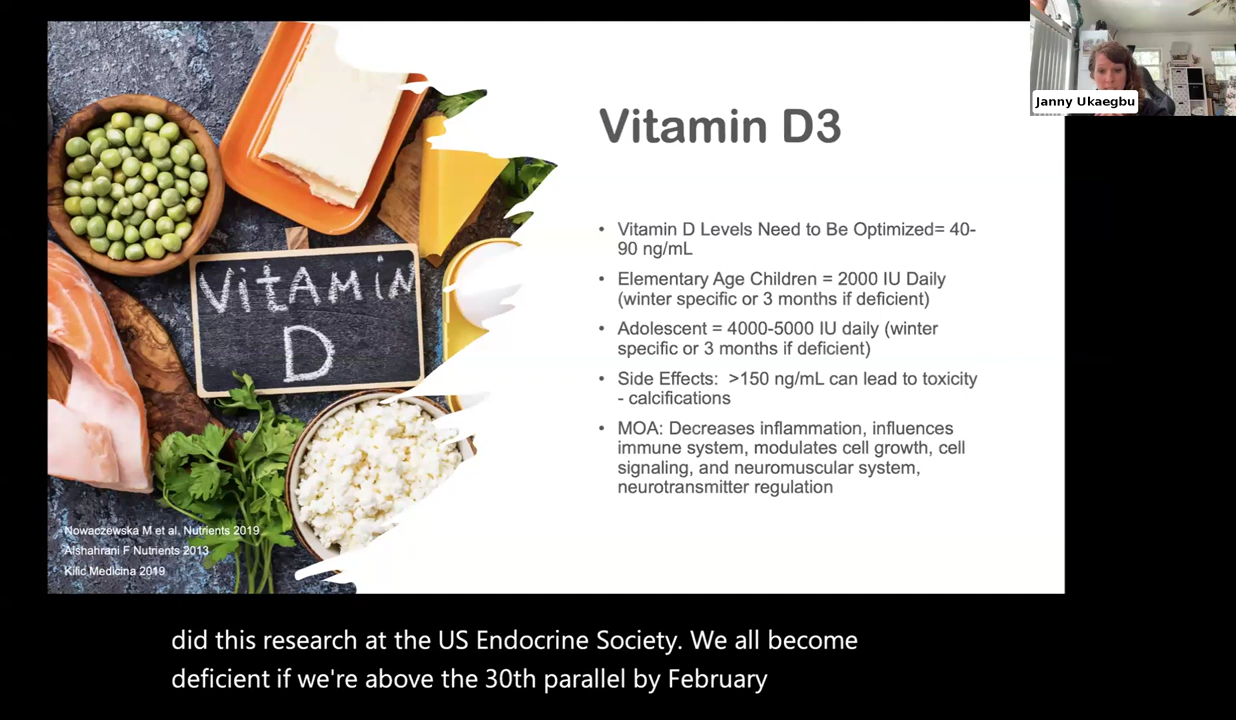 Janny Ukaegbu
Vitamin D3
• Vitamin D Levels Need to Be Optimized= 40-
90 ng/mL
• Elementary Age Children = 2000 IU Daily
(winter specific or 3 months if deficient)
• Adolescent = 4000-5000 IU daily (winter
specific or 3 months if deficient)
• Side Effects:  >150 ng/mL can lead to toxicity
- calcifications
• MOA: Decreases inflammation, influences
immune system, modulates cell growth, cell
signaling, and neuromuscular system,
neurotransmitter regulation
VitAMiN
D
Nowaczewska M et al. Nutrients 2019
Alshahrani F Nutrients 2013
Kilic Medicina 2019
did this research at the US Endocrine Society. We all become
deficient if we're above the 30th parallel by February